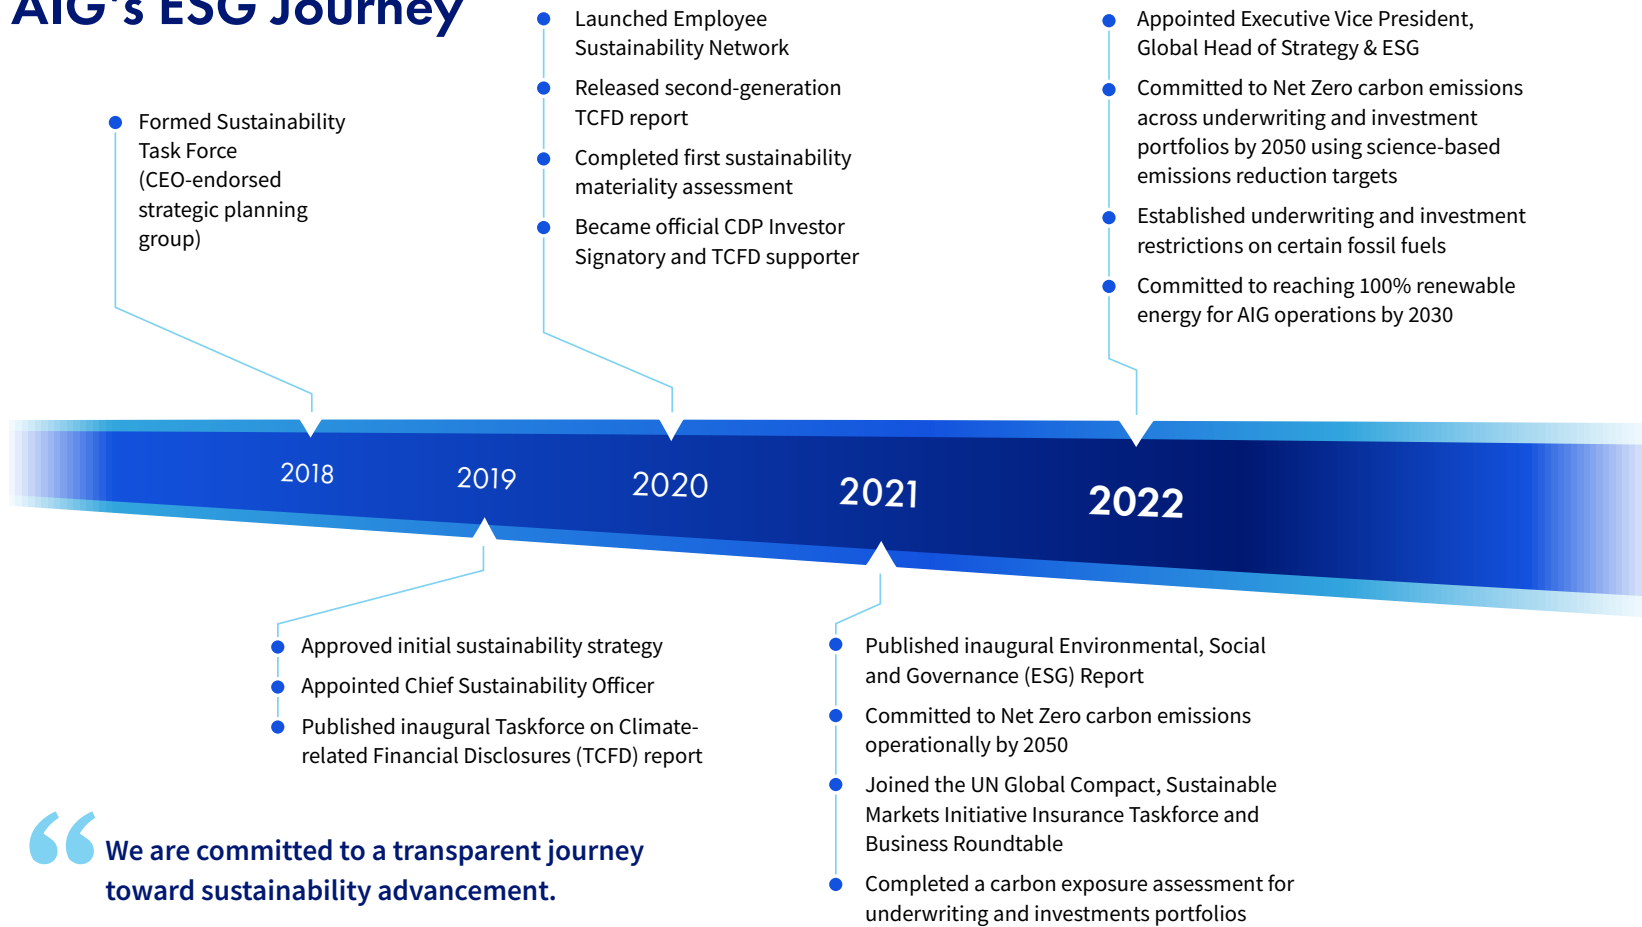 AIG's ESG Journey
Formed Sustainability
Task Force
(CEO-endorsed
strategic planning
group)
Launched Employee
Sustainability Network
Released second-generation
TCFD report
Completed first sustainability
materiality assessment
Became official CDP Investor
Signatory and TCFD supporter
Appointed Executive Vice President,
Global Head of Strategy & ESG
Committed to Net Zero carbon emissions
across underwriting and investment
portfolios by 2050 using science-based
emissions reduction targets
Established underwriting and investment
restrictions on certain fossil fuels
Committed to reaching 100% renewable
energy for AIG operations by 2030
2018
2019
2020
2021
2022
Approved initial sustainability strategy
Appointed Chief Sustainability Officer
Published inaugural Taskforce on Climate-
related Financial Disclosures (TCFD) report
Published inaugural Environmental, Social
and Governance (ESG) Report
Committed to Net Zero carbon emissions
operationally by 2050
Joined the UN Global Compact, Sustainable
Markets Initiative Insurance Taskforce and
Business Roundtable
Completed a carbon exposure assessment for
underwriting and investments portfolios
“ We are committed to a transparent journey
toward sustainability advancement.